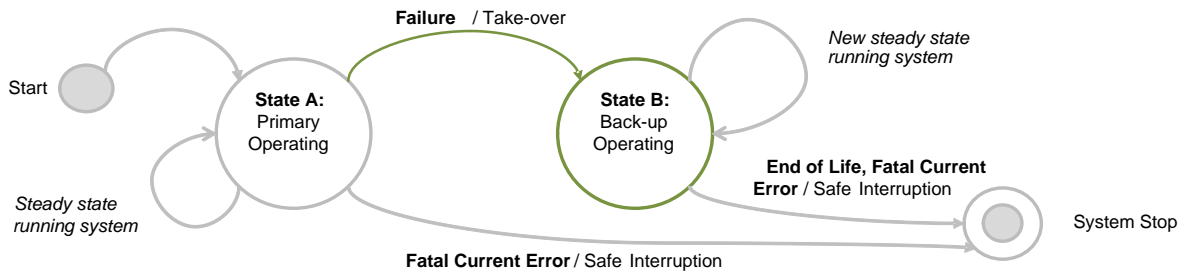 Failure / Take-over
New steady state
running system
Start
State A:
Primary
Operating
State B:
Back-up
Operating
End of Life, Fatal Current
Error / Safe Interruption
Steady state
running system
System Stop
Fatal Current Error / Safe Interruption